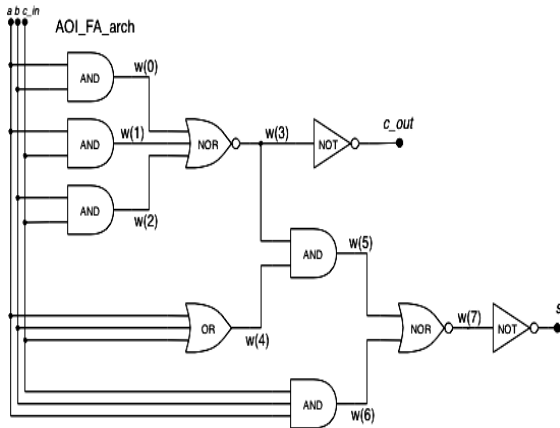 a b c_in
AOI_FA_arch
AND
w(0)
AND
w(1)
NOR
w(3)
NOT
c_out
AND
w(2)
AND
w(5)
OR
w(4)
NOR
w(7)
NOT
s
AND
w(6)